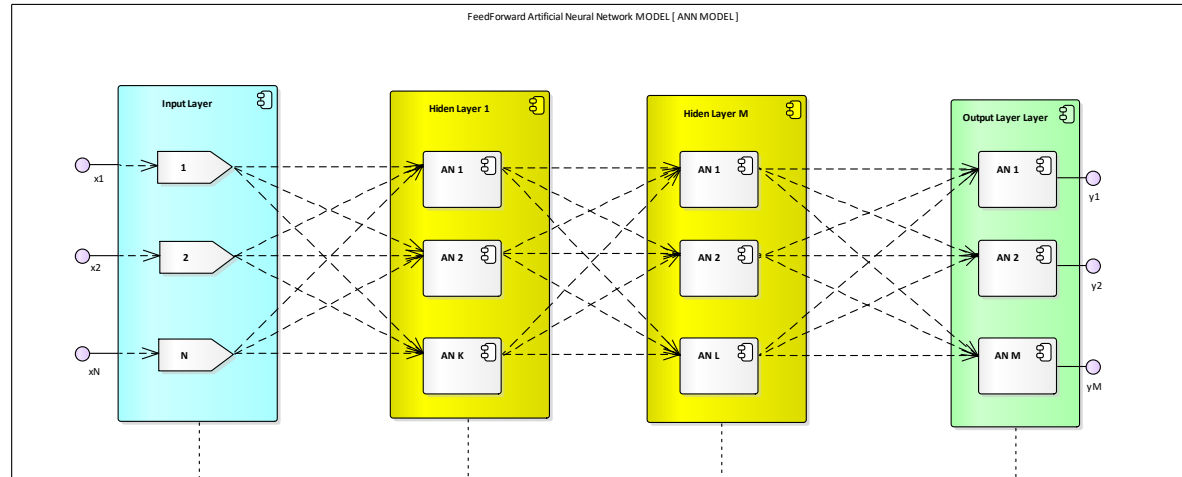 FeedForward Artificial Neural Network MODEL [ ANN MODEL ]
Input Layer
Hiden Layer 1
Hiden Layer M
Output Layer Layer
x1
1
AN 1
AN 1
AN 1
y1
x2
2
AN 2
AN 2
AN 2
y2
xN
N
AN K
AN L
AN M
yM